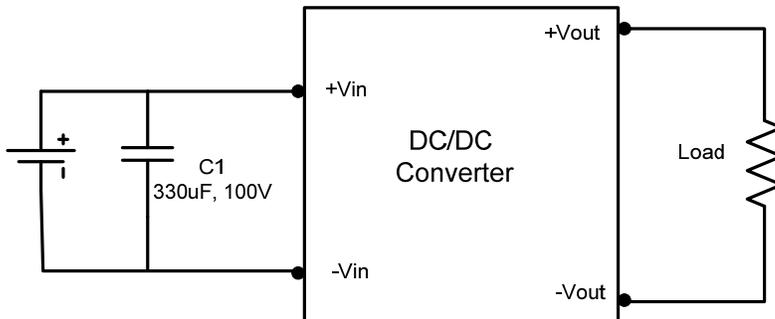 +Vout
+Vin
DC/DC
Converter
Load
+
-
C1
330uF, 100V
-Vin
-Vout